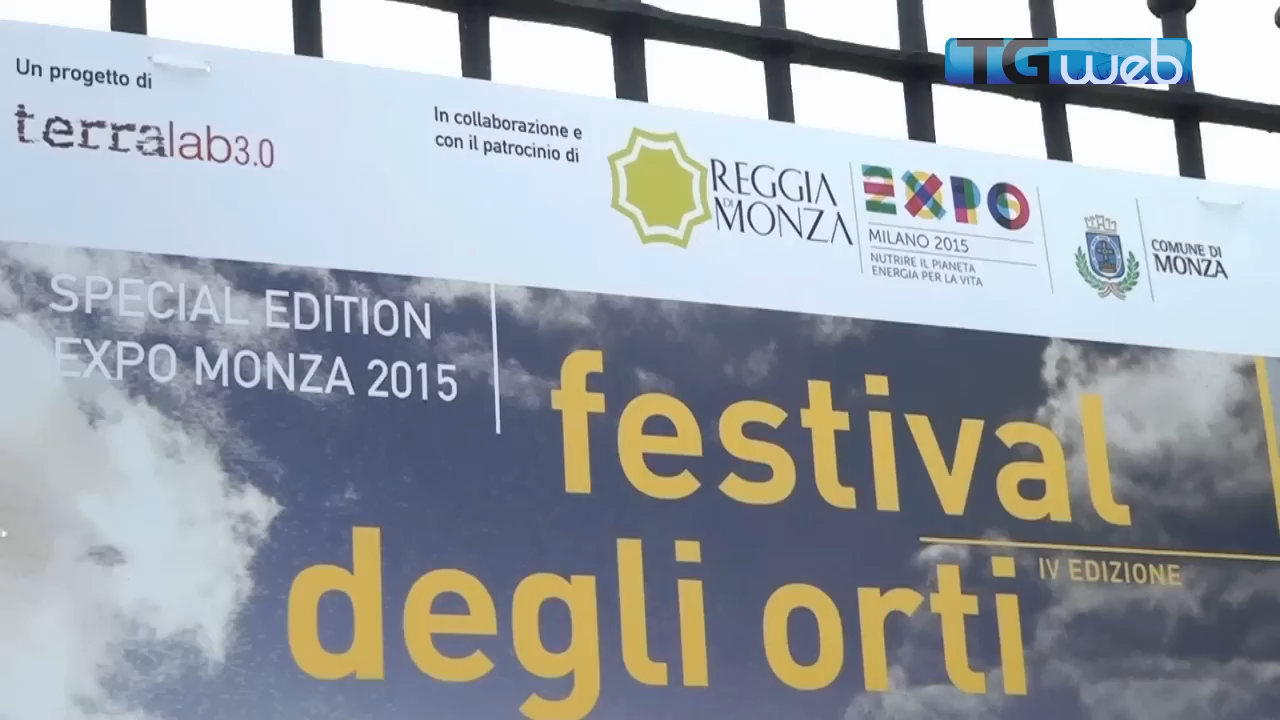 TGweb
Un progetto di
terralab3.0
In collaborazione e
con il patrocinio di
REGGIA
DI
MONZA
EXPO
MILANO 2015
NUTRIRE IL PIANETA
ENERGIA PER LA VITA
COMUNE DI
MONZA
SPECIAL EDITION
EXPO MONZA 2015
festival
degli orti
IV EDIZIONE